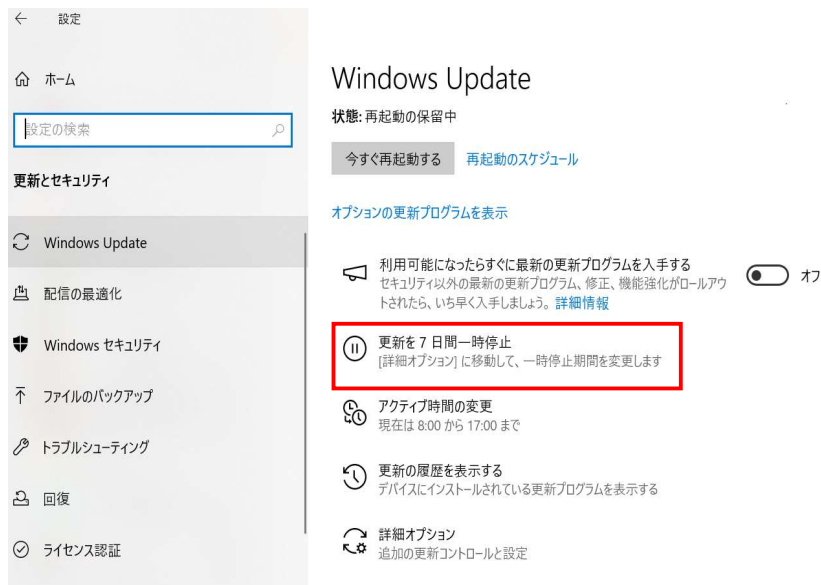 設定
ホーム
設定の検索
更新とセキュリティ
Windows Update
配信の最適化
Windows セキュリティ
ファイルのバックアップ
トラブルシューティング
回復
ライセンス認証
Windows Update
状態: 再起動の保留中
今すぐ再起動する 再起動のスケジュール
オプションの更新プログラムを表示
利用可能になったらすぐに最新の更新プログラムを入手する
セキュリティ以外の最新の更新プログラム、修正、機能強化がロールアウ
トされたら、いち早く入手しましょう。 詳細情報
オフ
更新を 7 日間一時停止
[詳細オプション] に移動して、一時停止期間を変更します
アクティブ時間の変更
現在は 8:00 から 17:00 まで
更新の履歴を表示する
デバイスにインストールされている更新プログラムを表示する
詳細オプション
追加の更新コントロールと設定